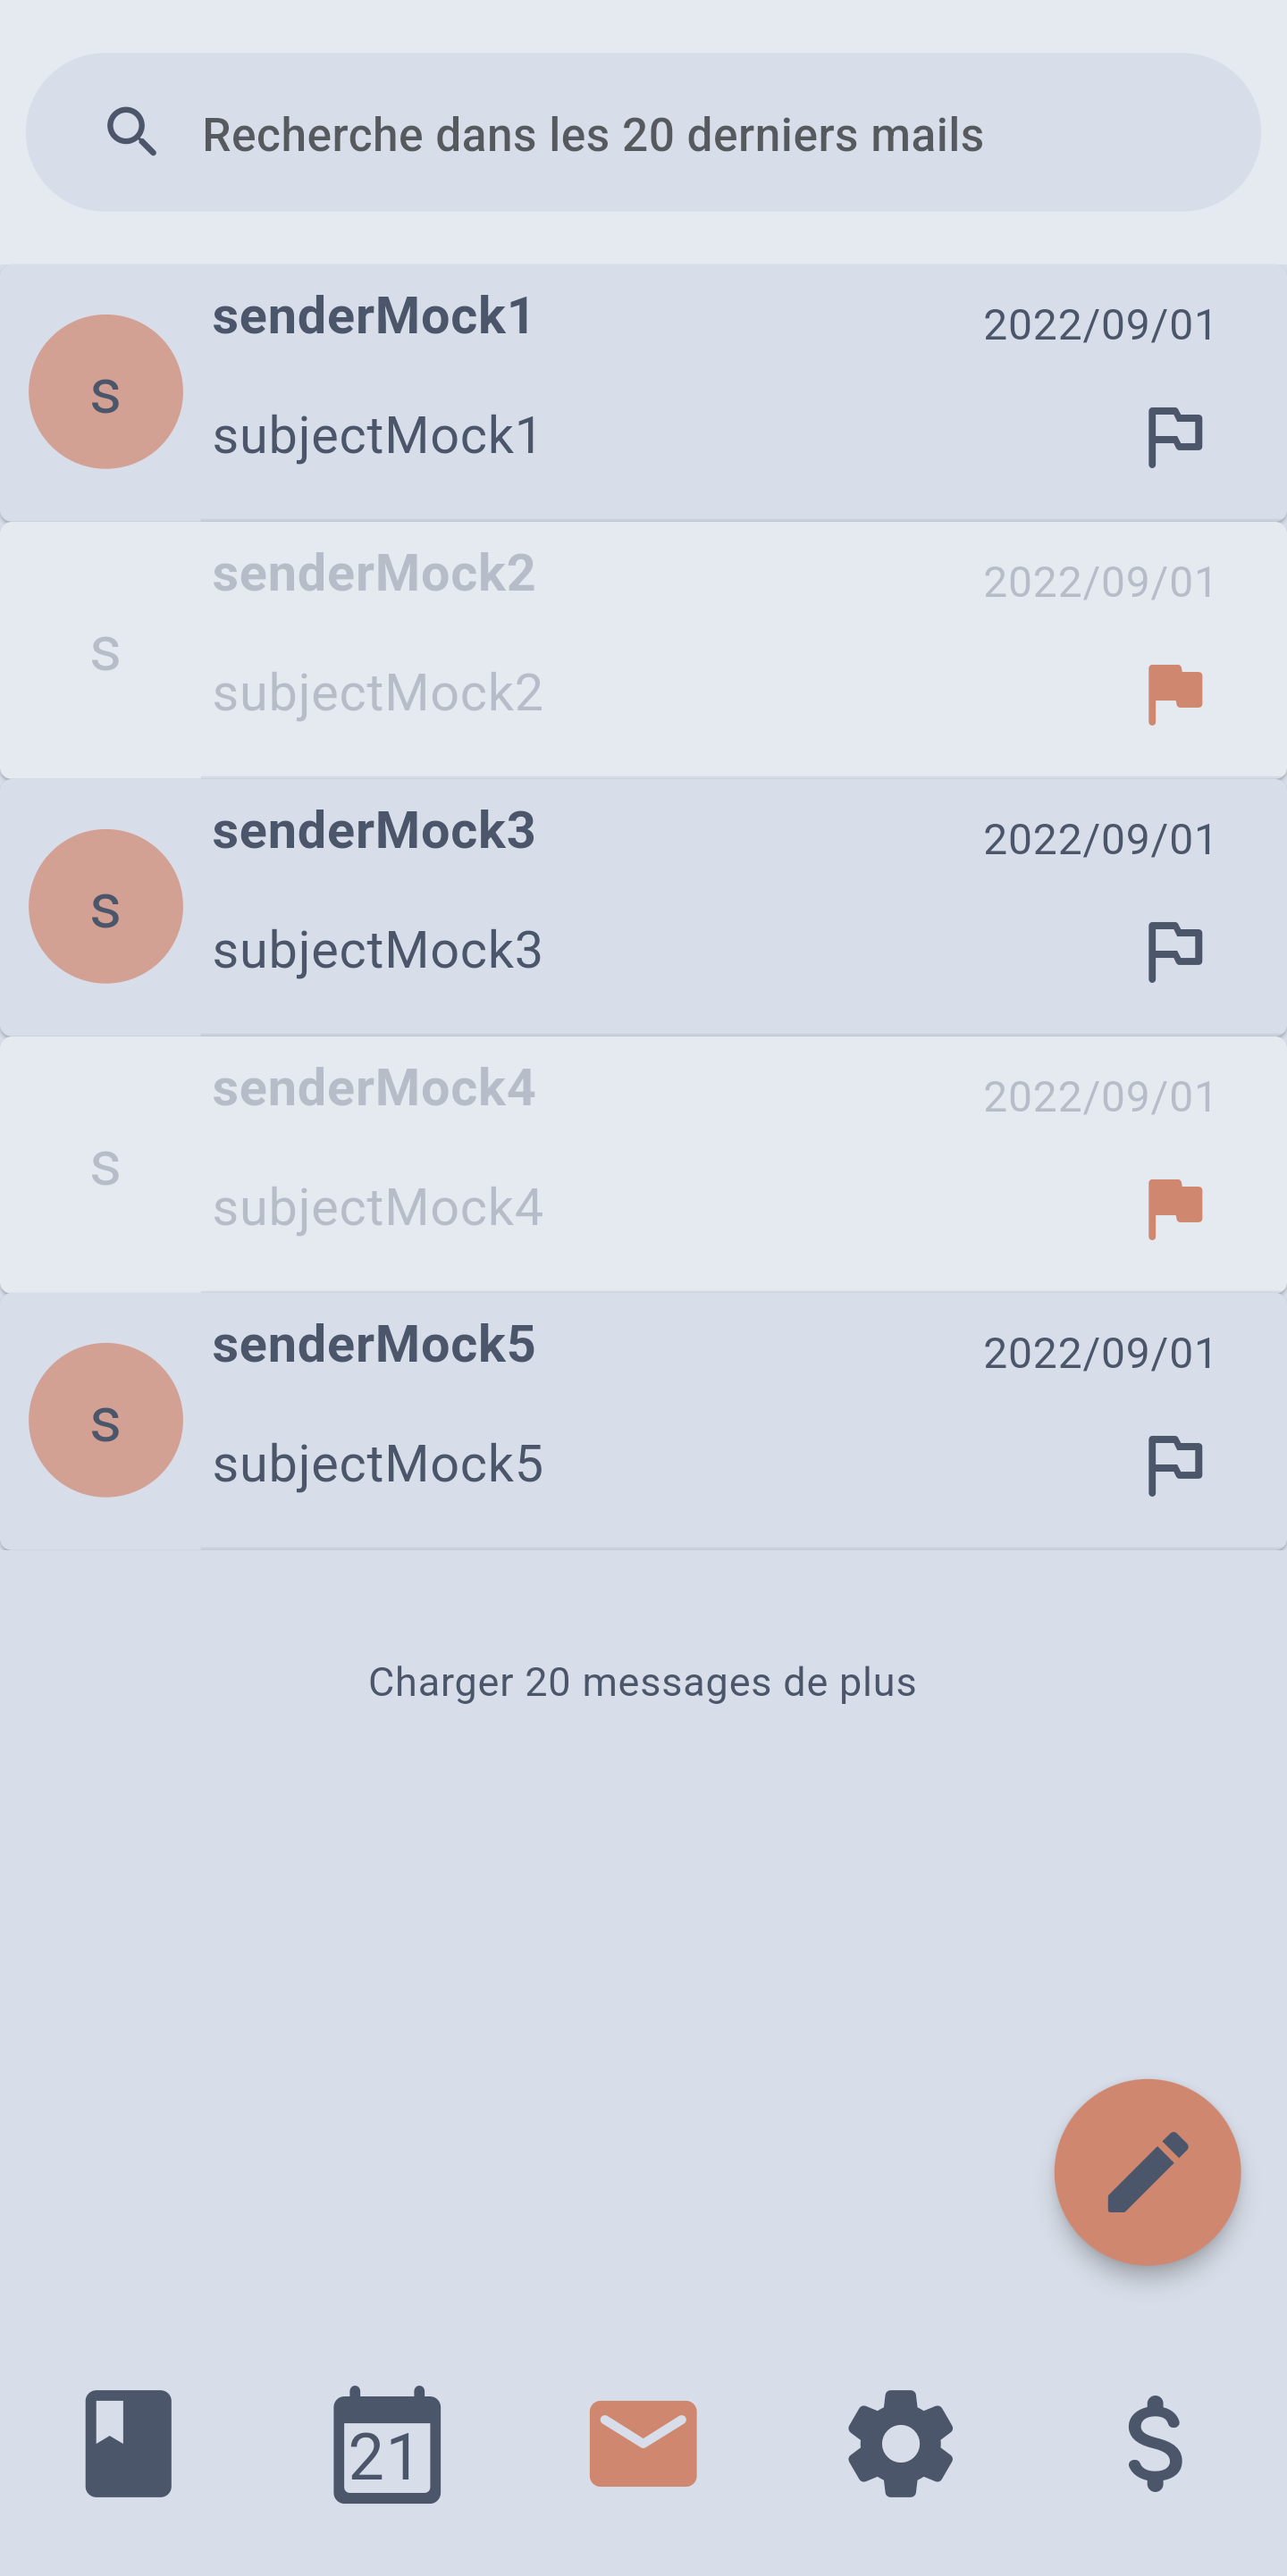 Recherche dans les 20 derniers mails
senderMock1
2022/09/01
s
subjectMock1
senderMock2
2022/09/01
s
subjectMock2
senderMock3
2022/09/01
s
subjectMock3
senderMock4
2022/09/01
s
subjectMock4
senderMock5
2022/09/01
s
subjectMock5
Charger 20 messages de plus
21